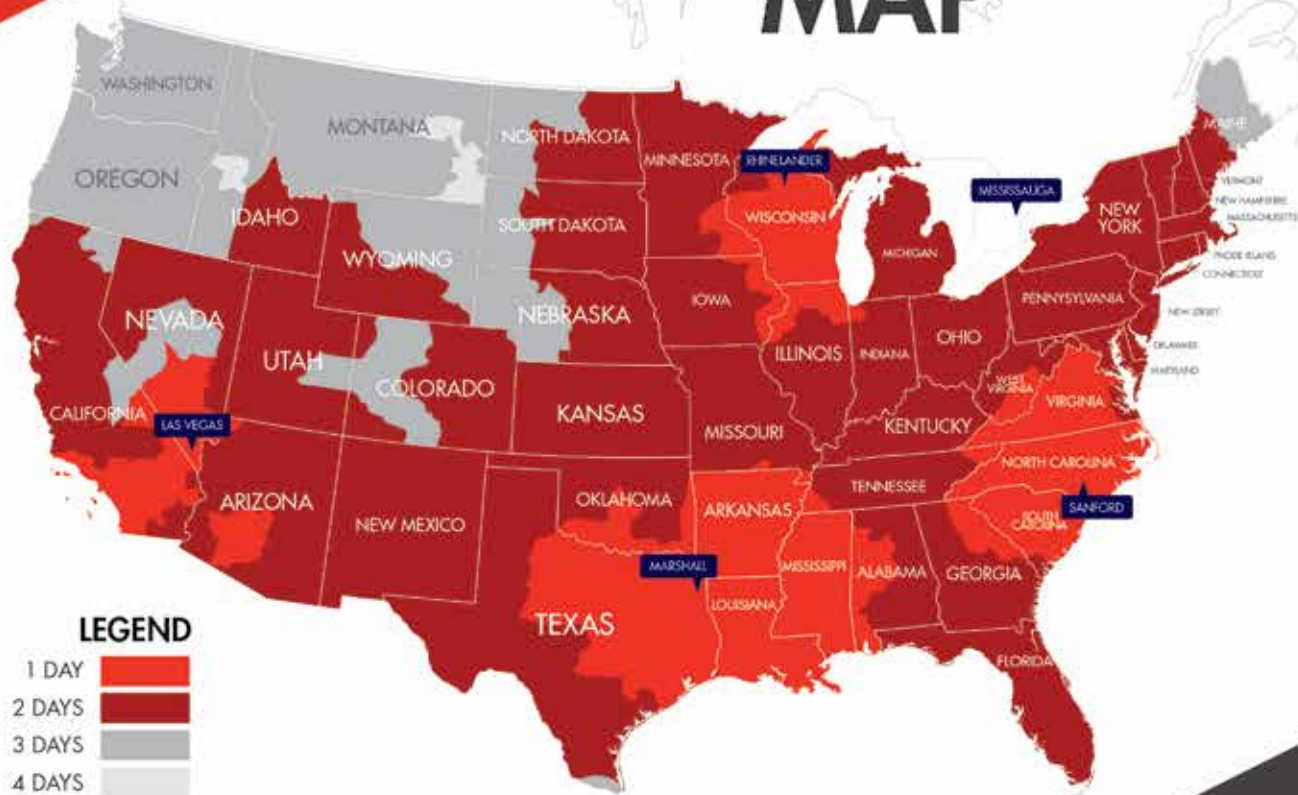 MAP
WASHINGTON
MONTANA
NORTH DAKOTA
MINNESOTA
RHINELANDER
MAINE
OREGON
MISSISSAUGA
VERMONT
IDAHO
SOUTH DAKOTA
WISCONSIN
NEW
YORK
NEW HAMPSHIRE
MASSACHUSETTS
WYOMING
MICHIGAN
RHODE ISLAND
CONNECTICUT
IOWA
PENNSYLVANIA
NEVADA
NEBRASKA
NEW JERSEY
UTAH
ILLINOIS
INDIANA
OHIO
DELAWARE
COLORADO
MARYLAND
WEST
VIRGINIA
CALIFORNIA
KANSAS
VIRGINIA
LAS VEGAS
MISSOURI
KENTUCKY
NORTH CAROLINA
ARIZONA
OKLAHOMA
TENNESSEE
NEW MEXICO
ARKANSAS
SOUTH
CAROLINA
SANFORD
MARSHALL
MISSISSIPPI
ALABAMA
GEORGIA
LOUISIANA
TEXAS
FLORIDA
LEGEND
1 DAY
2 DAYS
3 DAYS
4 DAYS